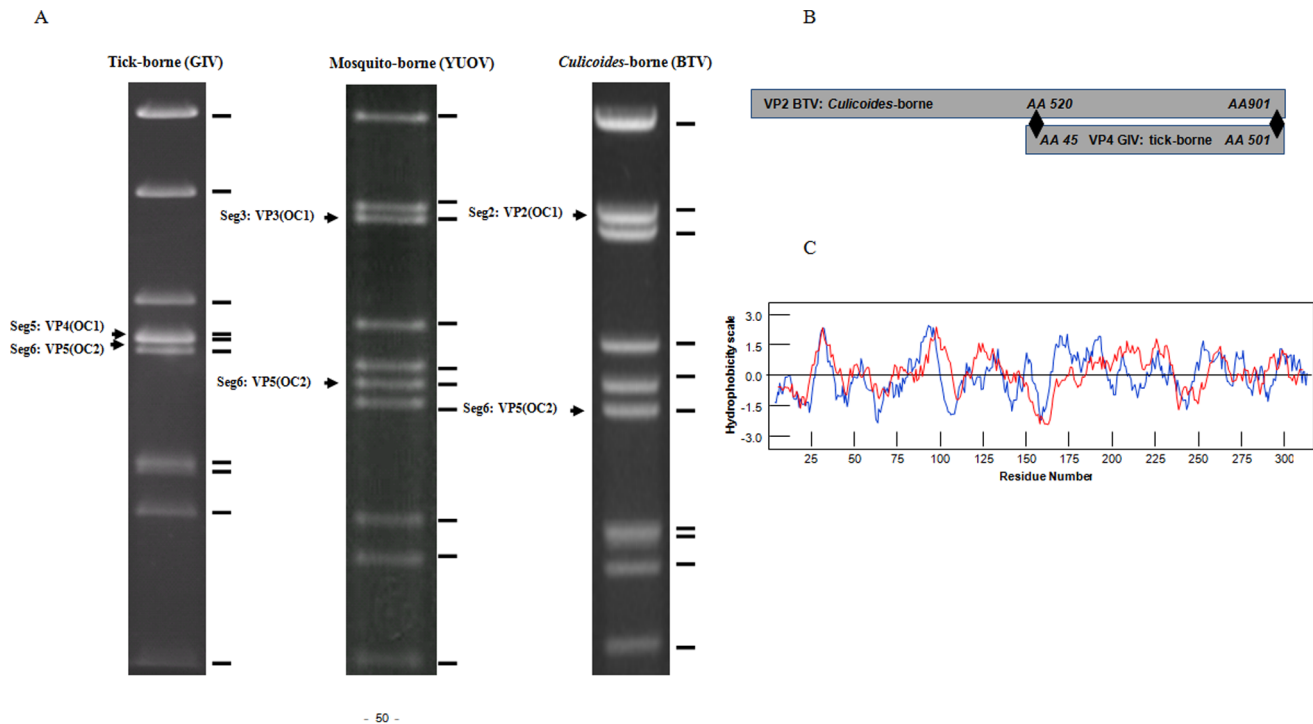 A
Tick-borne (GIV)
Mosquito-borne (YUOV)
Culicoides-borne (BTV)
Seg3: VP3(OC1)
Seg2: VP2(OC1)
Seg5: VP4(OC1)
Seg6: VP5(OC2)
Seg6: VP5(OC2)
Seg6: VP5(OC2)
B
VP2 BTV: Culicoides-borne AA 520 AA901
AA 45 VP4 GIV: tick-borne AA 501
C
Hydrophobicity scale
3.0
1.5
0.0
-1.5
-3.0
25 50 75 100 125 150 175 200 225 250 275 300
Residue Number
- 50 -